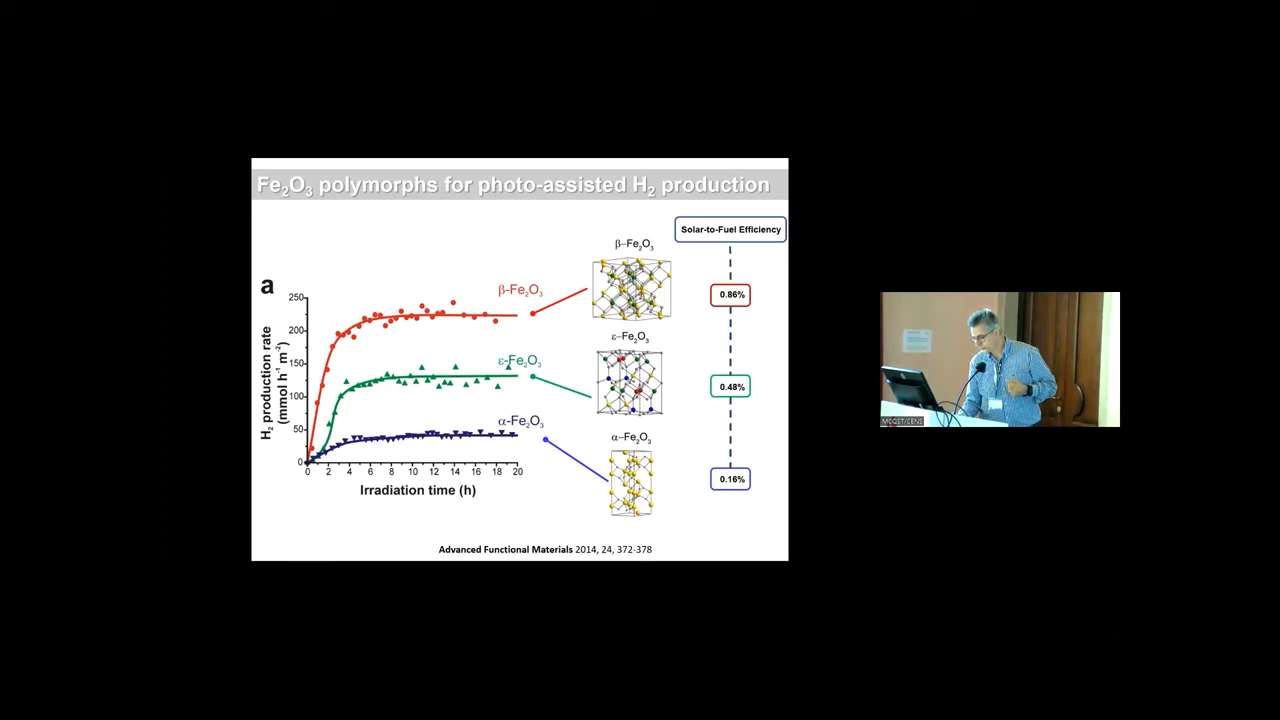 Fe₂O₃ polymorphs for photo-assisted H₂ production
Solar-to-Fuel Efficiency
β–Fe₂O₃
a
β-Fe₂O₃
0.86%
250
200
150
100
50
0
H₂ production rate
(mmol h⁻¹ m⁻²)
ε–Fe₂O₃
ε-Fe₂O₃
0.48%
α-Fe₂O₃
α–Fe₂O₃
0.16%
0 2 4 6 8 10 12 14 16 18 20
Irradiation time (h)
Advanced Functional Materials 2014, 24, 372-378
MCQST/CENS